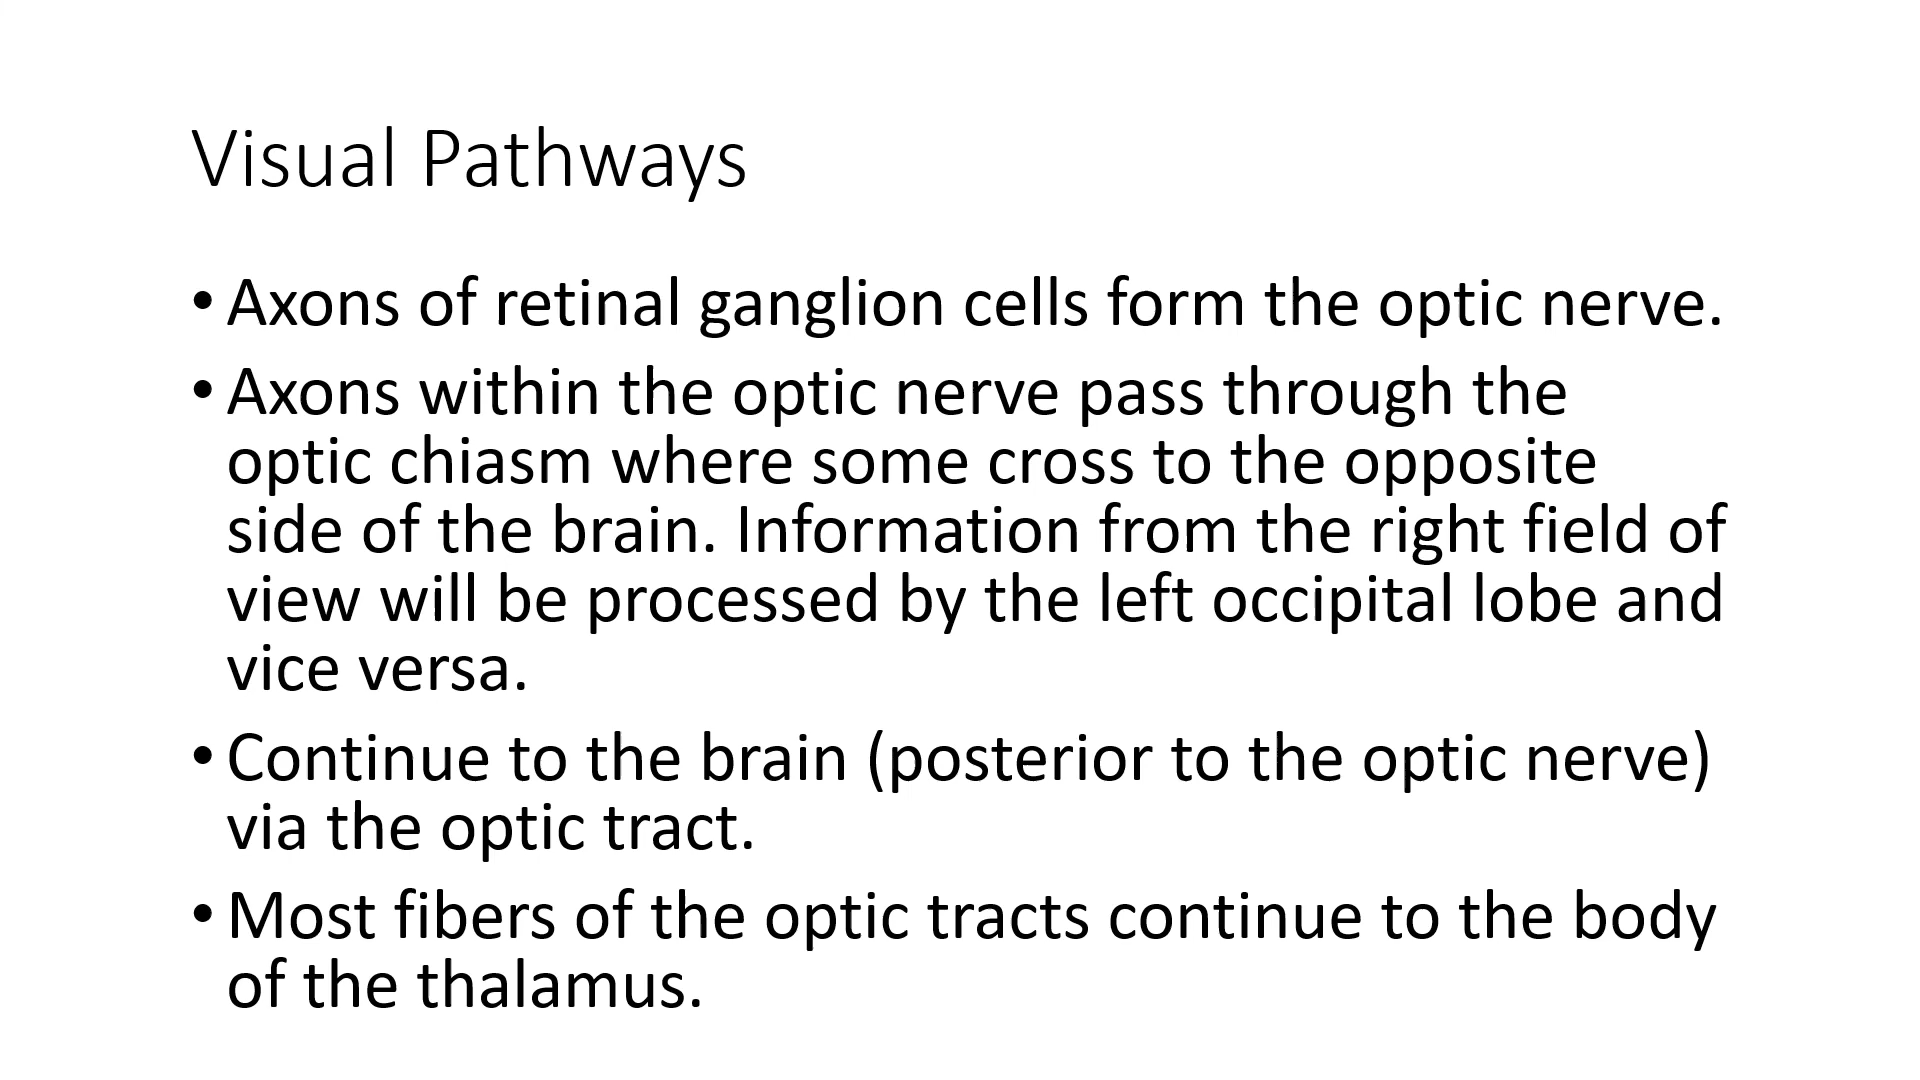 Visual Pathways
• Axons of retinal ganglion cells form the optic nerve.
• Axons within the optic nerve pass through the
optic chiasm where some cross to the opposite
side of the brain. Information from the right field of
view will be processed by the left occipital lobe and
vice versa.
• Continue to the brain (posterior to the optic nerve)
via the optic tract.
• Most fibers of the optic tracts continue to the body
of the thalamus.